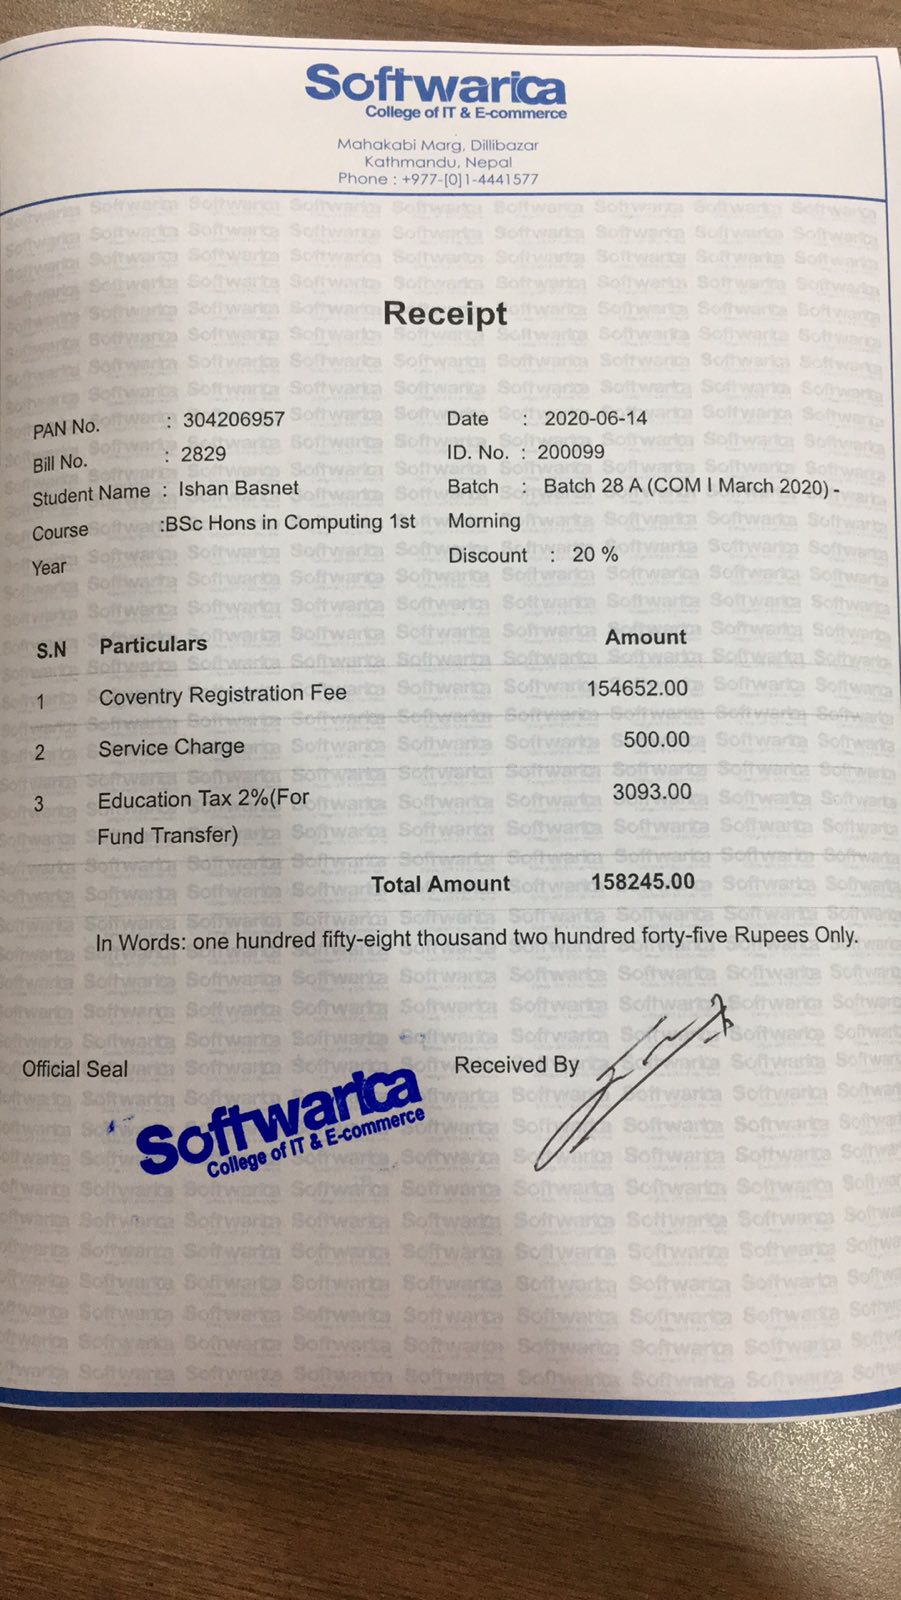 Softwarica
College of IT & E-commerce
Mahakabi Marg, Dillibazar
Kathmandu, Nepal
Phone : +977-[0]1-4441577
Receipt
PAN No. : 304206957 Date : 2020-06-14
Bill No. : 2829 ID. No. : 200099
Student Name : Ishan Basnet Batch : Batch 28 A (COM I March 2020) -
Course :BSc Hons in Computing 1st Morning
Year Discount : 20 %
S.N Particulars Amount
1 Coventry Registration Fee 154652.00
2 Service Charge 500.00
3 Education Tax 2%(For 3093.00
Fund Transfer)
Total Amount 158245.00
In Words: one hundred fifty-eight thousand two hundred forty-five Rupees Only.
Official Seal Received By
Softwarica
College of IT & E-commerce